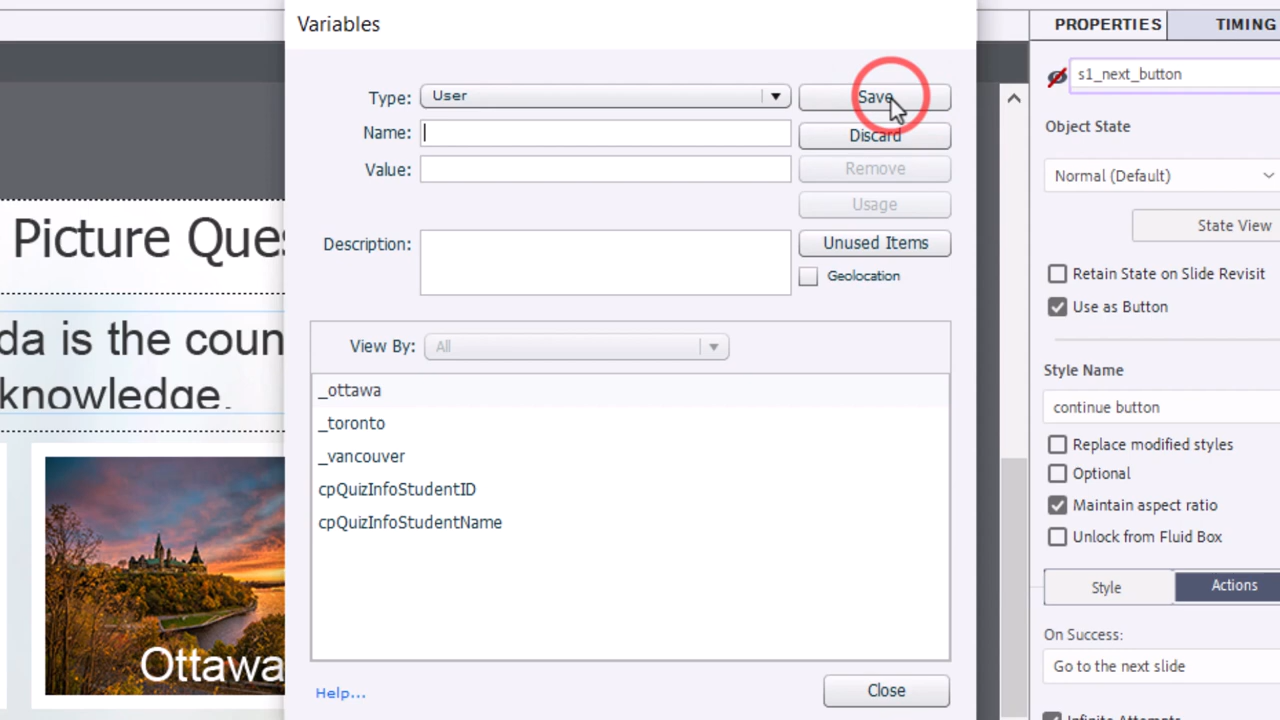 Variables
PROPERTIES
TIMING
Type:
User
Save
s1_next_button
Name:
Discard
Object State
Value:
Remove
Normal (Default)
Usage
State View
Picture Ques
Description:
Unused Items
Geolocation
Retain State on Slide Revisit
Use as Button
da is the coun
knowledge.
View By:
All
Style Name
_ottawa
continue button
_toronto
Replace modified styles
_vancouver
Optional
cpQuizInfoStudentID
Maintain aspect ratio
cpQuizInfoStudentName
Unlock from Fluid Box
Style
Actions
On Success:
Ottawa
Go to the next slide
Help...
Close
Infinite Attempts